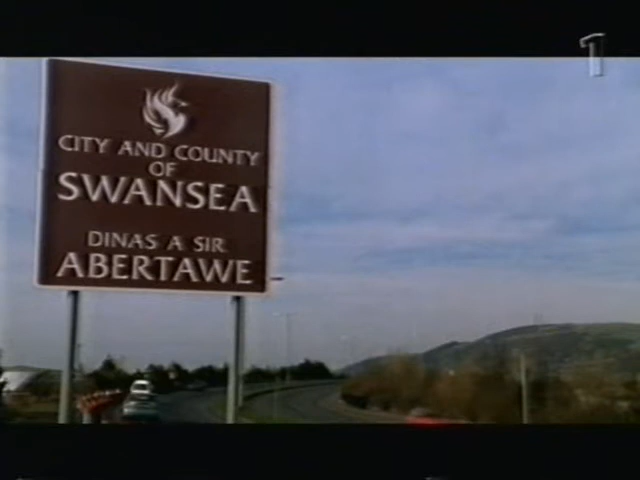 1
CITY AND COUNTY
OF
SWANSEA
DINAS A SIR
ABERTAWE